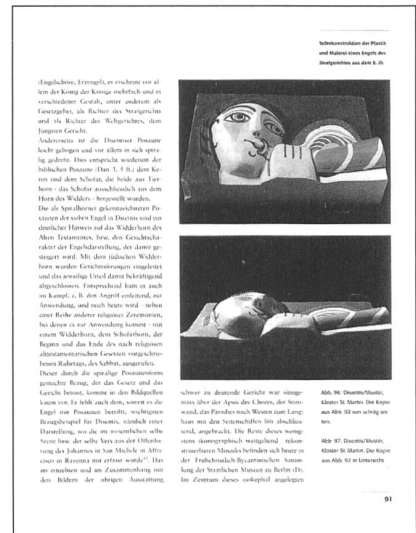 Teilrekonstruktion der Plastik
und Malerei eines Engels des
Strafgerichtes aus dem 8. Jh.
(Engelschöre, Erzengel), es erscheint vor al-
lem der König der Könige mehrfach und in
verschiedener Gestalt, unter anderem als
Gesetzgeber, als Richter des Strafgerichts
und als Richter des Weltgerichtes, dem
Jüngsten Gericht.
Andererseits ist die Disentiser Posaune
leicht gebogen und vor allem in sich spira-
lig gedreht. Dies entspricht wiederum der
biblischen Posaune (Dan 3, 5 ff.) dem Ke-
ren und dem Schofar, die beide aus Tier-
horn - das Schofar ausschliesslich aus dem
Horn des Widders - hergestellt wurden.
Die als Spiralhörner gekennzeichneten Po-
saunen der sieben Engel in Disentis sind ein
deutlicher Hinweis auf das Widderhorn des
Alten Testamentes, bzw. den Gerichtscha-
rakter der Engelsdarstellung, der damit ge-
steigert wird. Mit dem jüdischen Widder-
horn wurden Gerichtssitzungen eingeleitet
und das jeweilige Urteil damit bekräftigend
abgeschlossen. Entsprechend kam es auch
im Kampf, z. B. den Angriff einleitend, zur
Anwendung, und noch heute wird - neben
einer Reihe anderer religiöser Zeremonien,
bei denen es zur Anwendung kommt - mit
einem Widderhorn, dem Schofarhorn, der
Beginn und das Ende des nach religiösen
alttestamentarischen Gesetzen vorgeschrie-
benen Ruhetags, des Sabbat, ausgerufen.
Dieser durch die spiralige Posaunenform
gemachte Bezug, der das Gesetz und das
Gericht betont, kommt in den Bildquellen
kaum vor. Es fehlt auch dem, soweit es die
Engel mit Posaunen betrifft, wichtigsten
Bezugsbeispiel für Disentis, nämlich einer
Darstellung, wo die im wesentlichen selbe
Szene bzw. der selbe Vers aus der Offenba-
rung des Johannes in San Michele in Affri-
cisco in Ravenna mit erfasst wurde. Das
im einzelnen und im Zusammenhang mit
den Bildern der übrigen Ausstattung
schwer zu deutende Gericht war sinnge-
mäss über der Apsis des Chores, der Stirn-
wand, das Paradies nach Westen zum Lang-
haus mit den Seitenschiffen hin abschlies-
send, angebracht. Die Reste dieses wenig-
stens ikonographisch weitgehend rekon-
struierbaren Mosaiks befinden sich heute in
der Frühchristlich-Byzantinischen Samm-
lung der Staatlichen Museen zu Berlin (D).
Im Zentrum dieses isokephal angelegten
Abb. 96: Disentis/Mustér,
Kloster St. Martin. Die Kopie
aus Abb. 92 von schräg un-
ten.
Abb. 97: Disentis/Mustér,
Kloster St. Martin. Die Kopie
aus Abb. 92 in Untersicht.
91